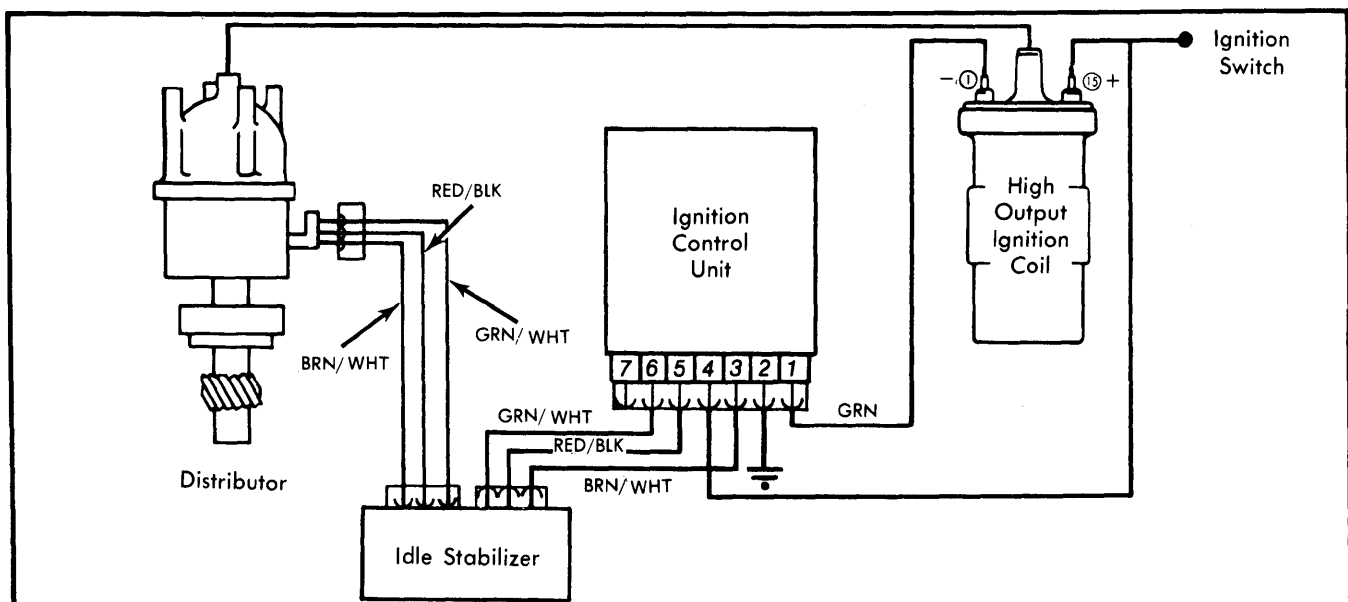 Ignition
Switch
− ① ⑮ +
RED/BLK
Ignition
Control
Unit
High
Output
Ignition
Coil
GRN/WHT
BRN/WHT
7 6 5 4 3 2 1
GRN/WHT
GRN
RED/BLK
BRN/WHT
Distributor
Idle Stabilizer